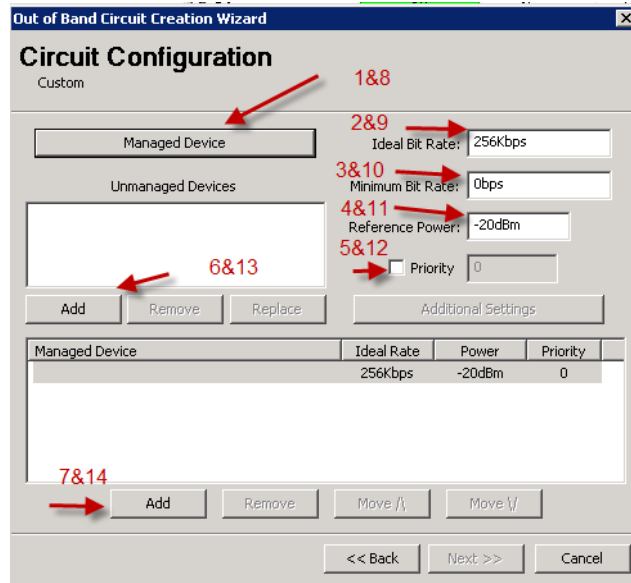 Out of Band Circuit Creation Wizard
Circuit Configuration
Custom
1&8
Managed Device
2&9
Ideal Bit Rate: 256Kbps
Unmanaged Devices
3&10
Minimum Bit Rate: 0bps
4&11
Reference Power: -20dBm
5&12
Priority 0
6&13
Add Remove Replace Additional Settings
Managed Device Ideal Rate Power Priority
256Kbps -20dBm 0
7&14
Add Remove Move /\ Move \/
<< Back Next >> Cancel